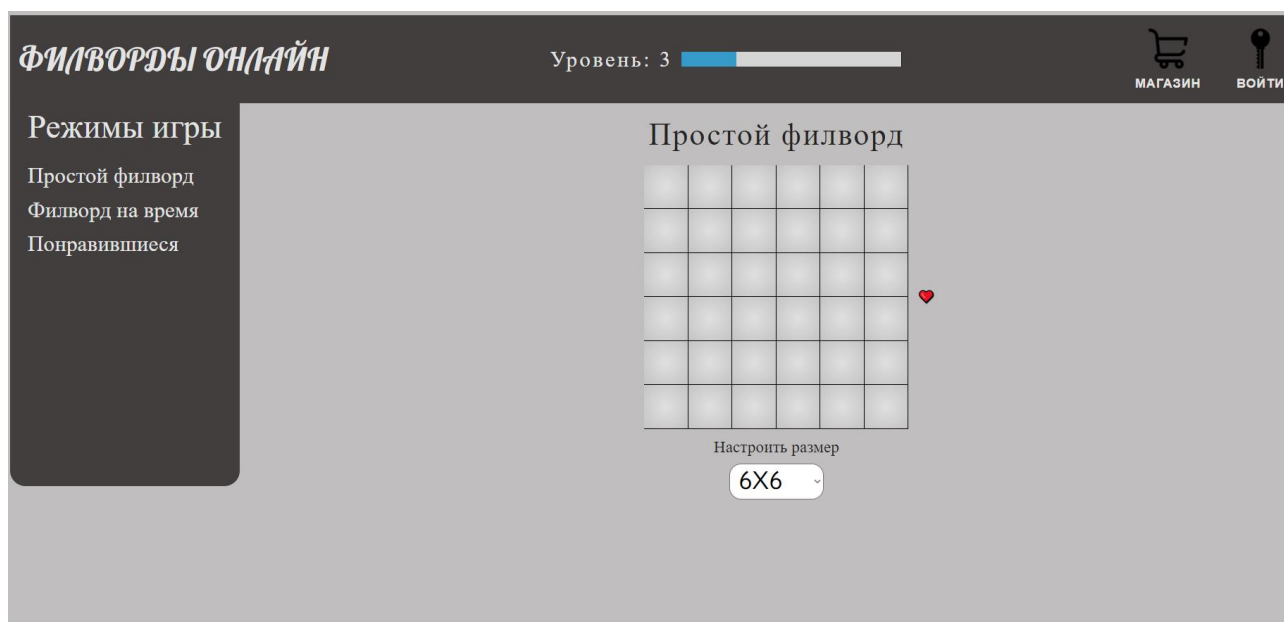 ФИЛВОРДЫ ОНЛАЙН
Уровень: 3
МАГАЗИН
ВОЙТИ
Режимы игры
Простой филворд
Филворд на время
Понравившиеся
Простой филворд
Настроить размер
6X6